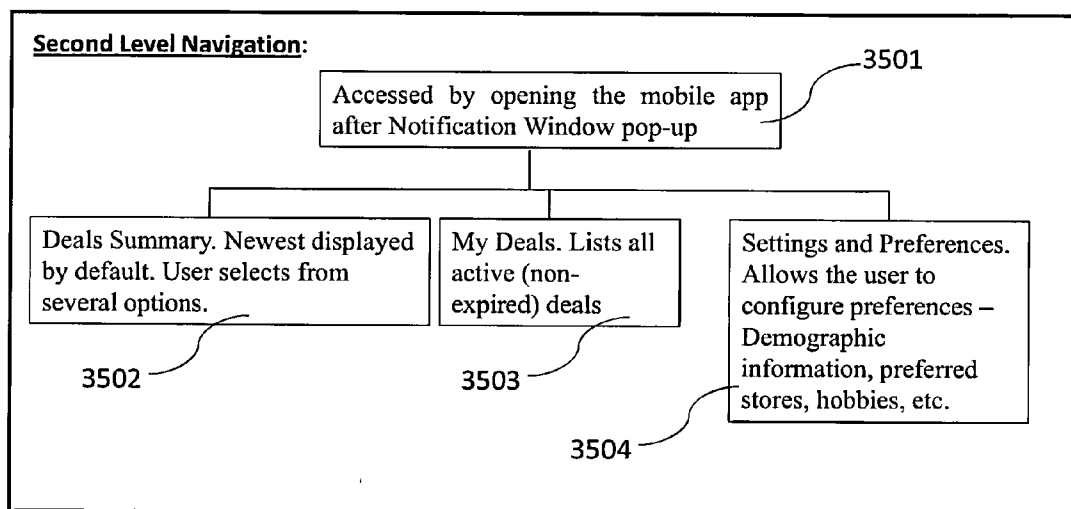 Second Level Navigation:
3501
Accessed by opening the mobile app
after Notification Window pop-up
Deals Summary. Newest displayed
by default. User selects from
several options.
3502
My Deals. Lists all
active (non-
expired) deals
3503
Settings and Preferences.
Allows the user to
configure preferences –
Demographic
information, preferred
stores, hobbies, etc.
3504